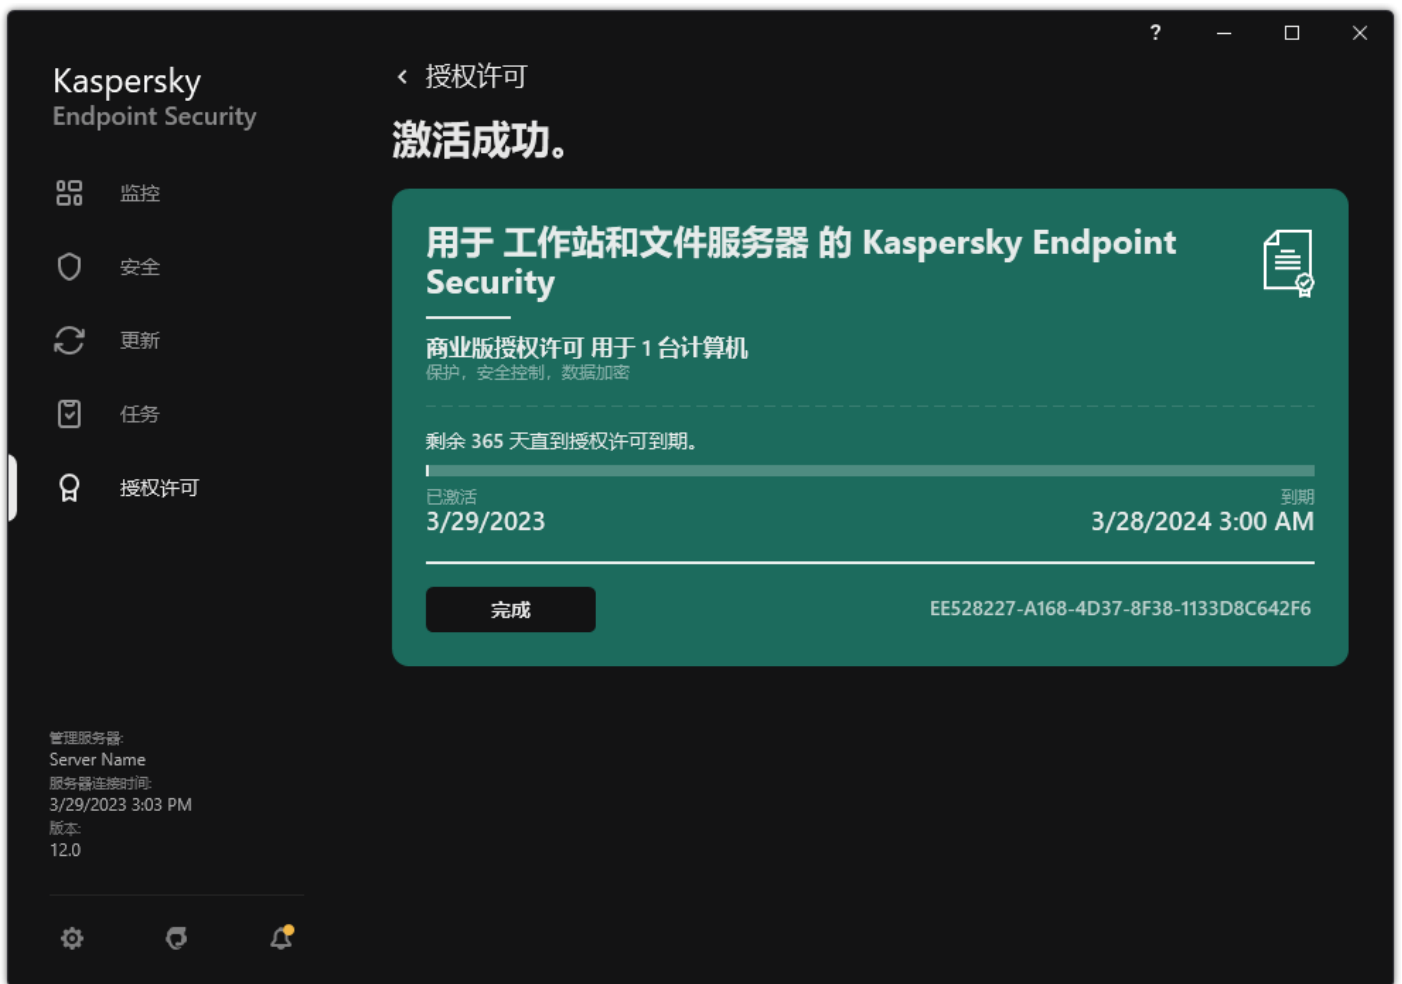 ?
Kaspersky
Endpoint Security
监控
安全
更新
任务
授权许可
管理服务器:
Server Name
服务器连接时间:
3/29/2023 3:03 PM
版本:
12.0
授权许可
激活成功。
用于 工作站和文件服务器 的 Kaspersky Endpoint
Security
商业版授权许可 用于 1 台计算机
保护，安全控制，数据加密
剩余 365 天直到授权许可到期。
已激活
3/29/2023
到期
3/28/2024 3:00 AM
完成
EE528227-A168-4D37-8F38-1133D8C642F6